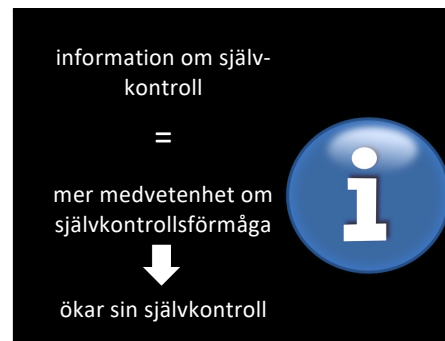 information om själv-
kontroll
=
mer medvetenhet om
självkontrollsförmåga
ökar sin självkontroll
i